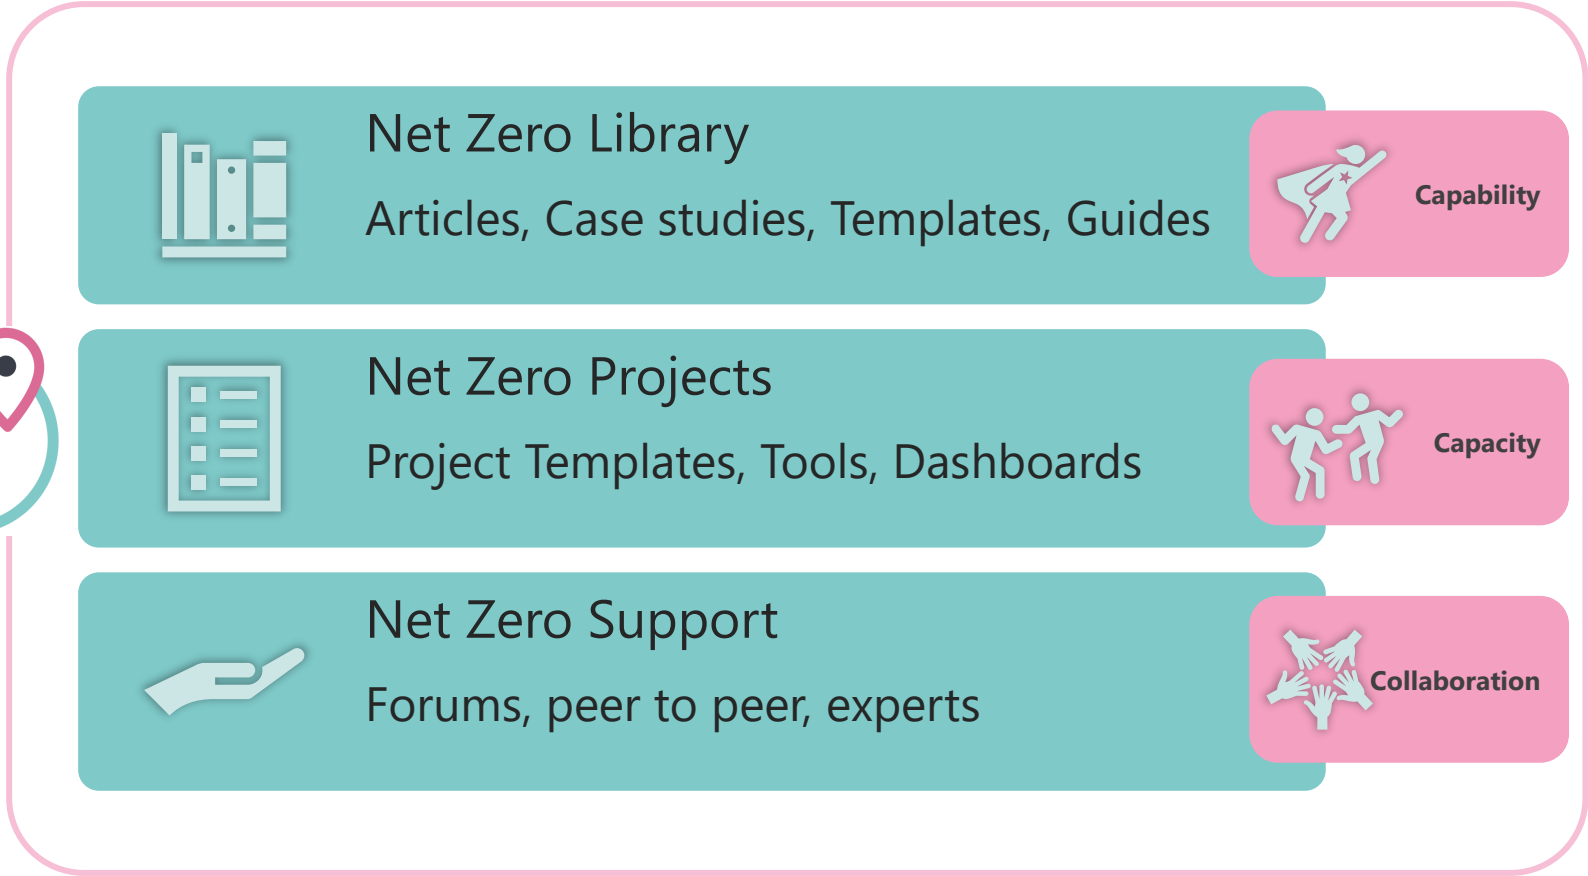 Net Zero Library
Articles, Case studies, Templates, Guides
Capability
Net Zero Projects
Project Templates, Tools, Dashboards
Capacity
Net Zero Support
Forums, peer to peer, experts
Collaboration